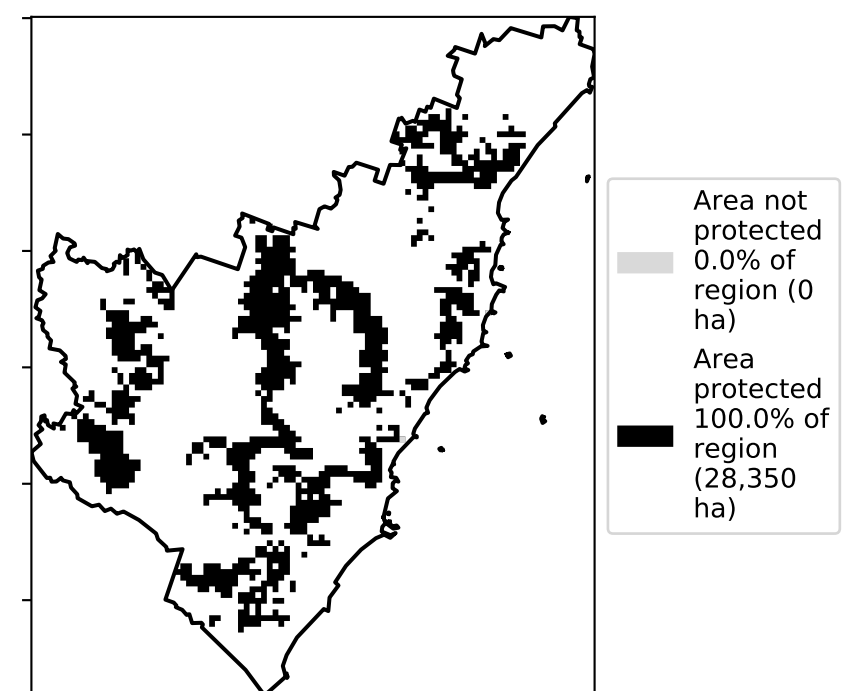 Area not
protected
0.0% of
region (0
ha)
Area
protected
100.0% of
region
(28,350
ha)